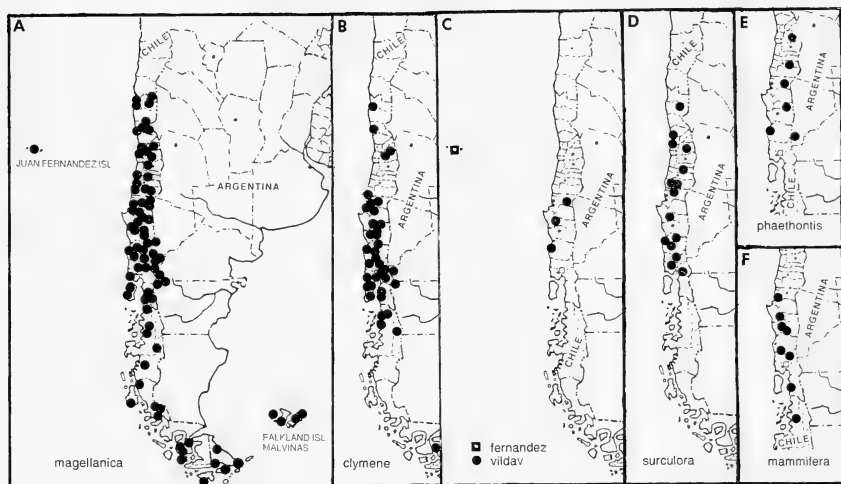 A
CHILE
JUAN FERNANDEZ ISL
ARGENTINA
FALKLAND ISL
MALVINAS
magellanica
B
CHILE
ARGENTINA
clymene
C
CHILE
fernandez
vildav
D
CHILE
ARGENTINA
surculora
E
ARGENTINA
CHILE
phaethontis
F
ARGENTINA
CHILE
mammifera